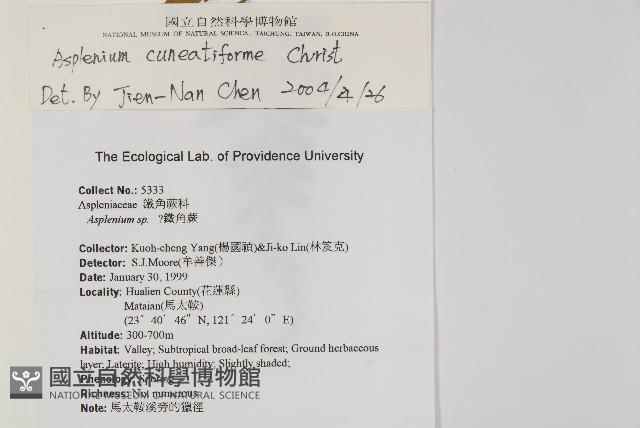 國立自然科學博物館
NATIONAL MUSEUM OF NATURAL SCIENCE, TAICHUNG, TAIWAN, R.O.CHINA
Asplenium cuneatiforme Christ
Det. By Jien-Nan Chen 2004/4/26
The Ecological Lab. of Providence University
Collect No.: 5333
Aspleniaceae 鐵角蕨科
Asplenium sp. ?鐵角蕨
Collector: Kuoh-cheng Yang(楊國禎)&Ji-ko Lin(林笈克)
Detector: S.J.Moore(牟善傑)
Date: January 30, 1999
Locality: Hualien County(花蓮縣)
Mataian(馬太鞍)
(23° 40' 46" N, 121° 24' 0" E)
Altitude: 300-700m
Habitat: Valley; Subtropical broad-leaf forest; Ground herbaceous
layer; Laterite; High humidity; Slightly shaded;
Phenology:
國立自然科學博物館
Richness: Not numerous
NATIONAL MUSEUM OF NATURAL SCIENCE
Note: 馬太鞍溪旁的獵徑